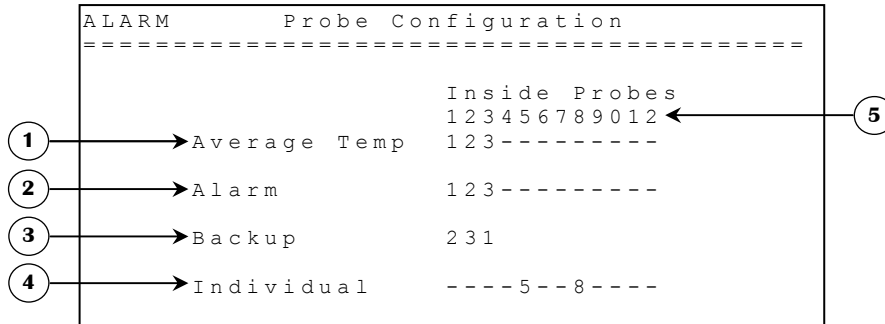 ALARM Probe Configuration
========================================
Inside Probes
123456789012 5
1 Average Temp 123---------
2 Alarm 123---------
3 Backup 231
4 Individual ----5--8----